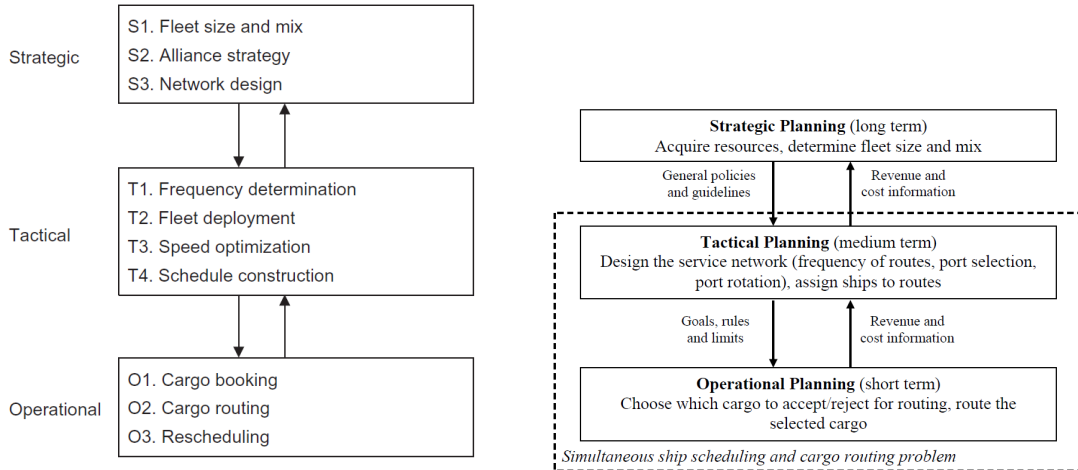 Strategic
S1. Fleet size and mix
S2. Alliance strategy
S3. Network design
Tactical
T1. Frequency determination
T2. Fleet deployment
T3. Speed optimization
T4. Schedule construction
Operational
O1. Cargo booking
O2. Cargo routing
O3. Rescheduling
Strategic Planning (long term)
Acquire resources, determine fleet size and mix
General policies
and guidelines
Revenue and
cost information
Tactical Planning (medium term)
Design the service network (frequency of routes, port selection,
port rotation), assign ships to routes
Goals, rules
and limits
Revenue and
cost information
Operational Planning (short term)
Choose which cargo to accept/reject for routing, route the
selected cargo
Simultaneous ship scheduling and cargo routing problem